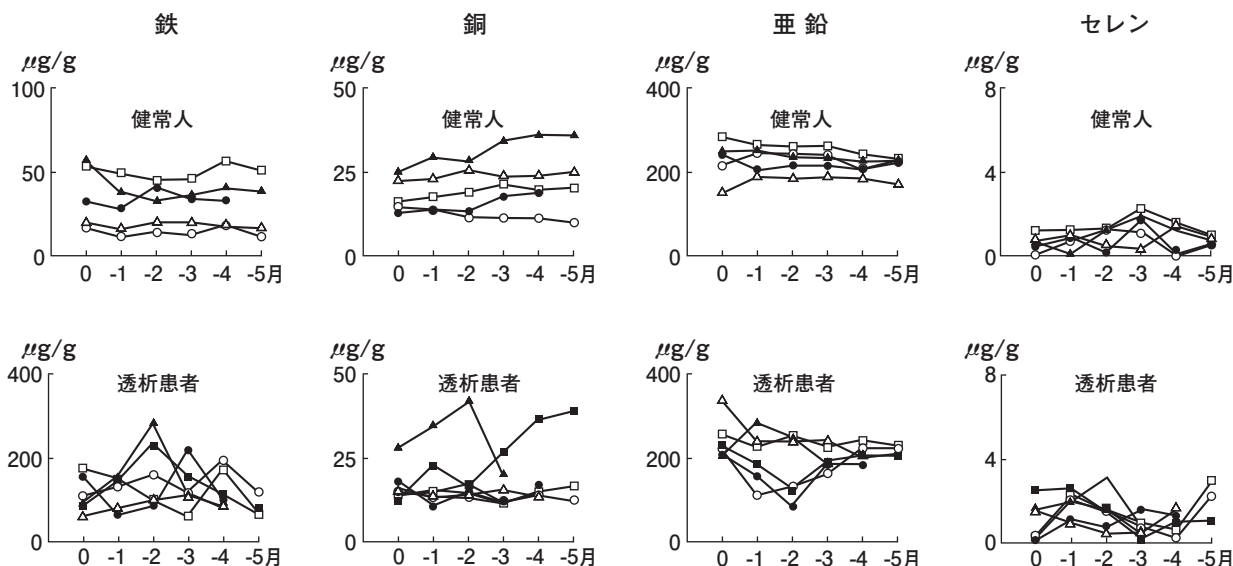 鉄 銅 亜鉛 セレン
μg/g μg/g μg/g μg/g
100 50 400 8
健常人 健常人 健常人 健常人
50 25 200 4
0 0 0 0
0 -1 -2 -3 -4 -5月 0 -1 -2 -3 -4 -5月 0 -1 -2 -3 -4 -5月 0 -1 -2 -3 -4 -5月
μg/g μg/g μg/g μg/g
400 50 400 8
透析患者 透析患者 透析患者 透析患者
200 25 200 4
0 0 0 0
0 -1 -2 -3 -4 -5月 0 -1 -2 -3 -4 -5月 0 -1 -2 -3 -4 -5月 0 -1 -2 -3 -4 -5月